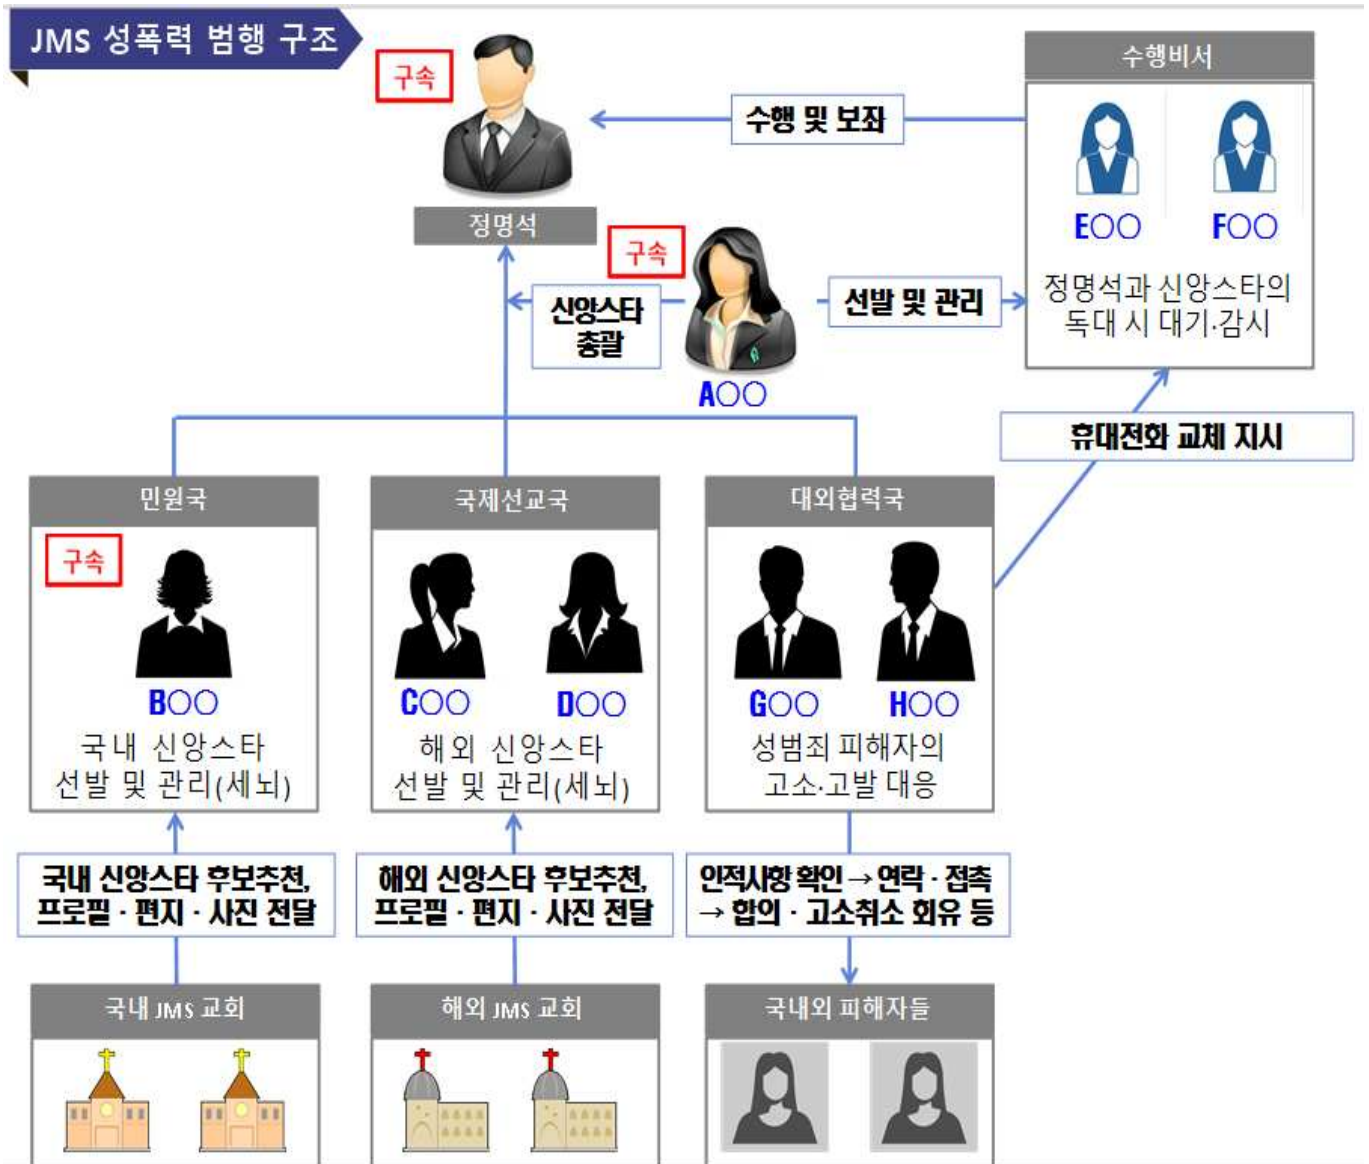 JMS 성폭력 범행 구조
구속
정명석
수행 및 보좌
수행비서
E○○
F○○
정명석과 신앙스타의
독대 시 대기·감시
구속
신앙스타
총괄
A○○
선발 및 관리
휴대전화 교체 지시
민원국
구속
B○○
국내 신앙스타
선발 및 관리(세뇌)
국제선교국
C○○
D○○
해외 신앙스타
선발 및 관리(세뇌)
대외협력국
G○○
H○○
성범죄 피해자의
고소·고발 대응
국내 신앙스타 후보추천,
프로필 · 편지 · 사진 전달
해외 신앙스타 후보추천,
프로필 · 편지 · 사진 전달
인적사항 확인 → 연락 · 접촉
→ 합의 · 고소취소 회유 등
국내 JMS 교회
해외 JMS 교회
국내외 피해자들